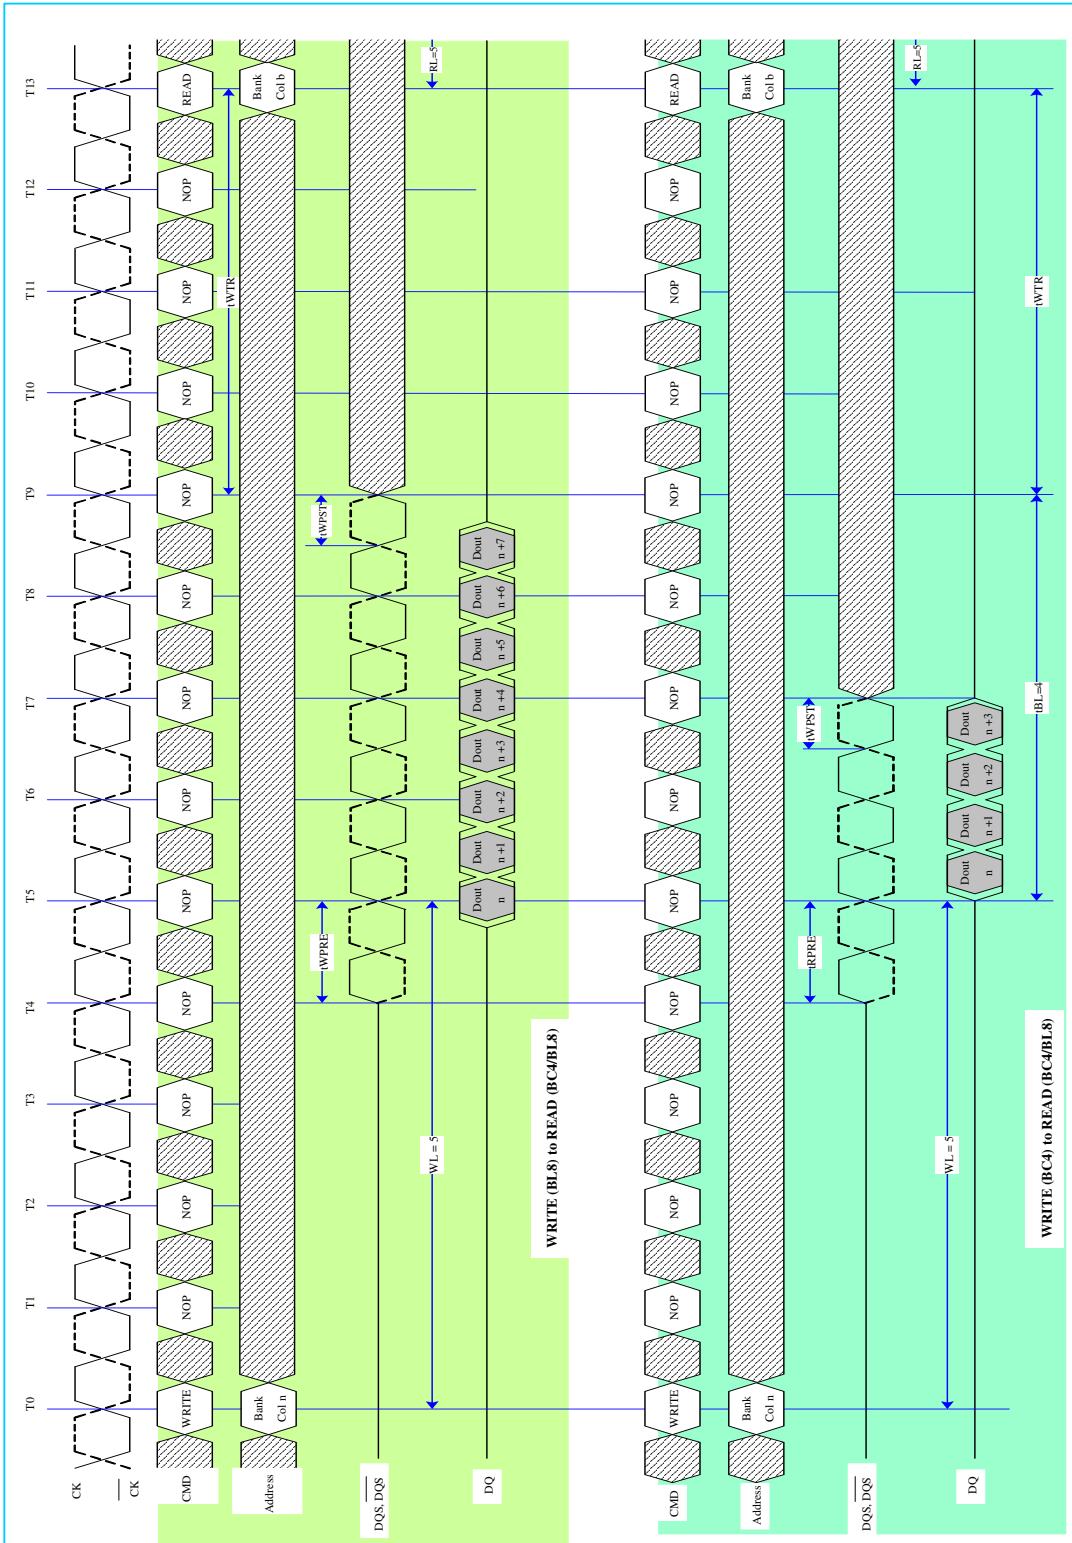 T0 T1 T2 T3 T4 T5 T6 T7 T8 T9 T10 T11 T12 T13
CK
CK
CMD WRITE NOP NOP NOP NOP NOP NOP NOP NOP NOP NOP NOP NOP READ
tWTR
Address Bank Col n Bank Col b
tWPRE tWPST
DQS, DQS
WL = 5 RL=5
DQ Dout n Dout n +1 Dout n +2 Dout n +3 Dout n +4 Dout n +5 Dout n +6 Dout n +7
WRITE (BL8) to READ (BC4/BL8)
CMD WRITE NOP NOP NOP NOP NOP NOP NOP NOP NOP NOP NOP NOP READ
Address Bank Col n Bank Col b
tRPRE tWPST
DQS, DQS
RL=5
WL = 5
DQ Dout n Dout n +1 Dout n +2 Dout n +3
tBL=4 tWTR
WRITE (BC4) to READ (BC4/BL8)